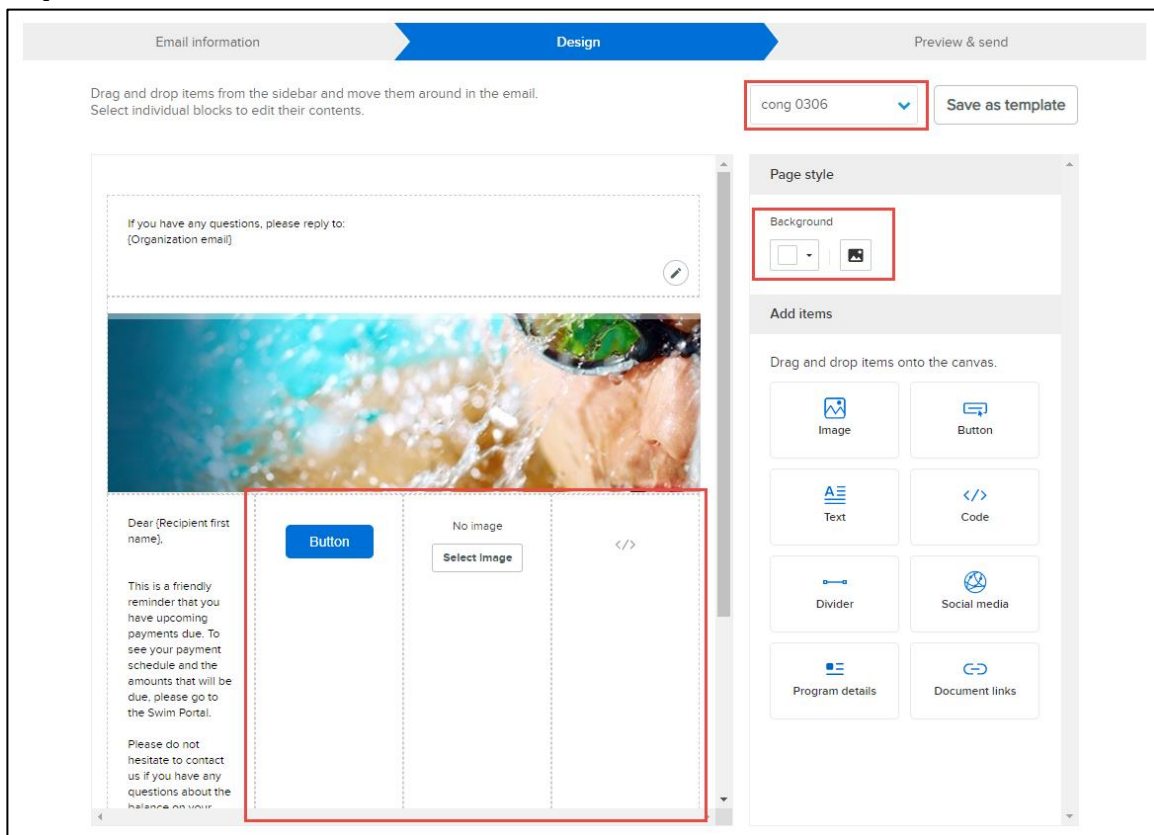 Email information
Design
Preview & send
Drag and drop items from the sidebar and move them around in the email.
Select individual blocks to edit their contents.
cong 0306
Save as template
If you have any questions, please reply to:
{Organization email}
Dear {Recipient first
name},
This is a friendly
reminder that you
have upcoming
payments due. To
see your payment
schedule and the
amounts that will be
due, please go to
the Swim Portal.
Please do not
hesitate to contact
us if you have any
questions about the
balance on your
Button
No image
Select Image
</>
Page style
Background
Add items
Drag and drop items onto the canvas.
Image
Button
Text
Code
Divider
Social media
Program details
Document links